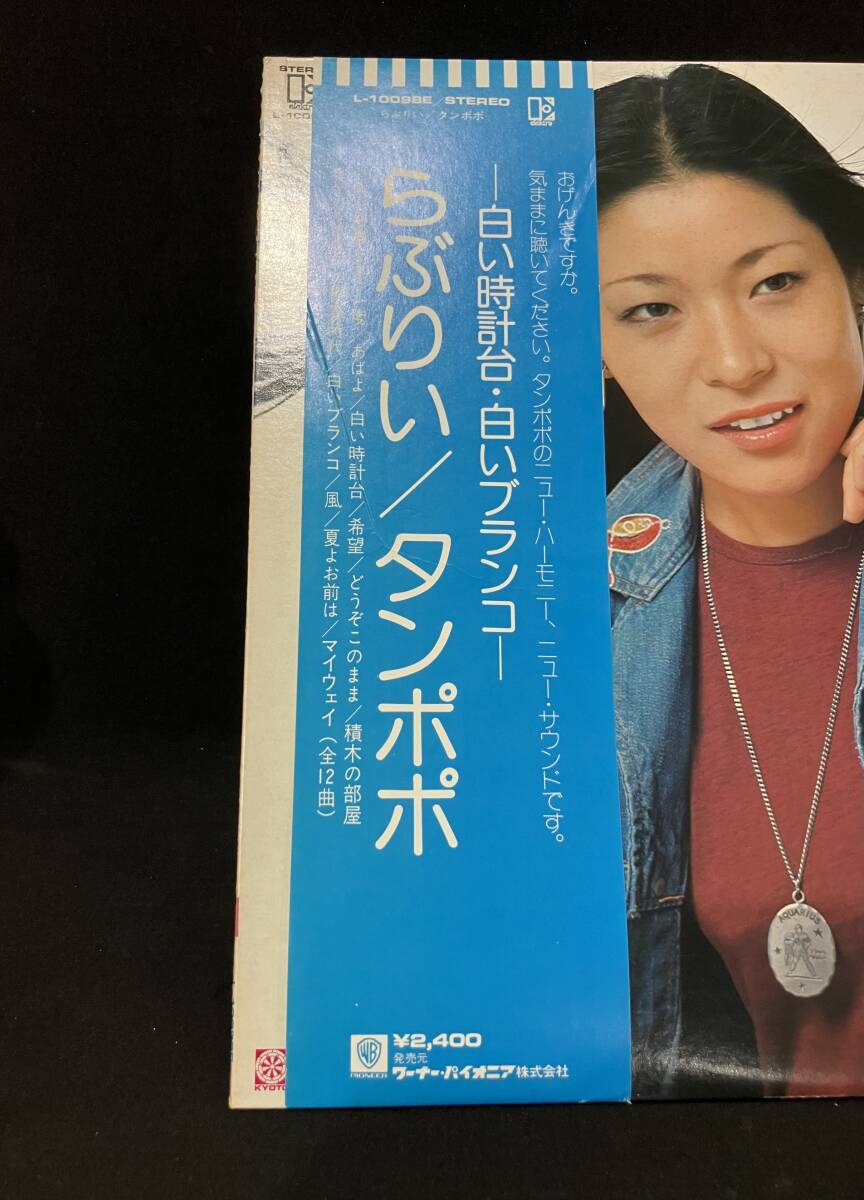 L-10098E/STEREO
らぶりい/タンポポ
elektra
おげんきですか。
気ままに聴いてください。タンポポのニュー・ハーモニー、ニュー・サウンドです。
―白い時計台・白いブランコ―
らぶりい/タンポポ
あばよ/白い時計台/希望/どうぞこのまま/積木の部屋
白いブランコ/風/夏よお前は/マイウェイ(全12曲)
WB
PIONEER
¥2,400
発売元
ワーナー・パイオニア株式会社
STER
L-100
KYOTO
AQUARIUS